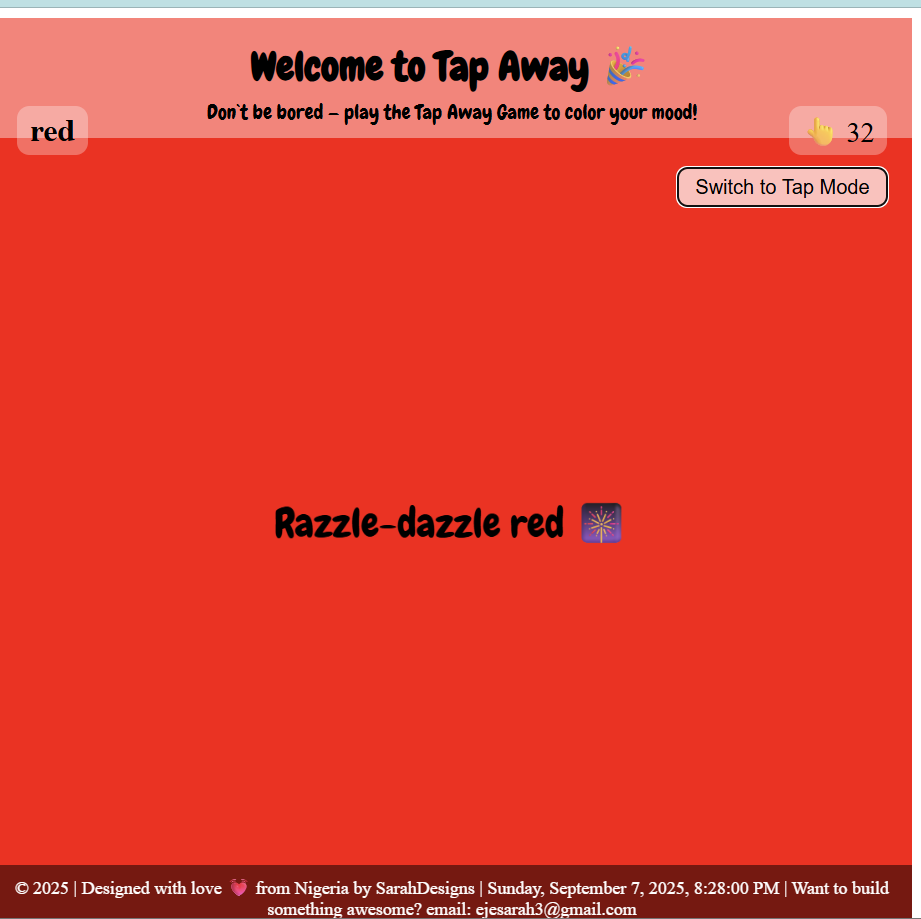 Welcome to Tap Away 🎉
Don't be bored – play the Tap Away Game to color your mood!
red
👆 32
Switch to Tap Mode
Razzle-dazzle red 🎆
© 2025 | Designed with love 💗 from Nigeria by SarahDesigns | Sunday, September 7, 2025, 8:28:00 PM | Want to build
something awesome? email: ejesarah3@gmail.com